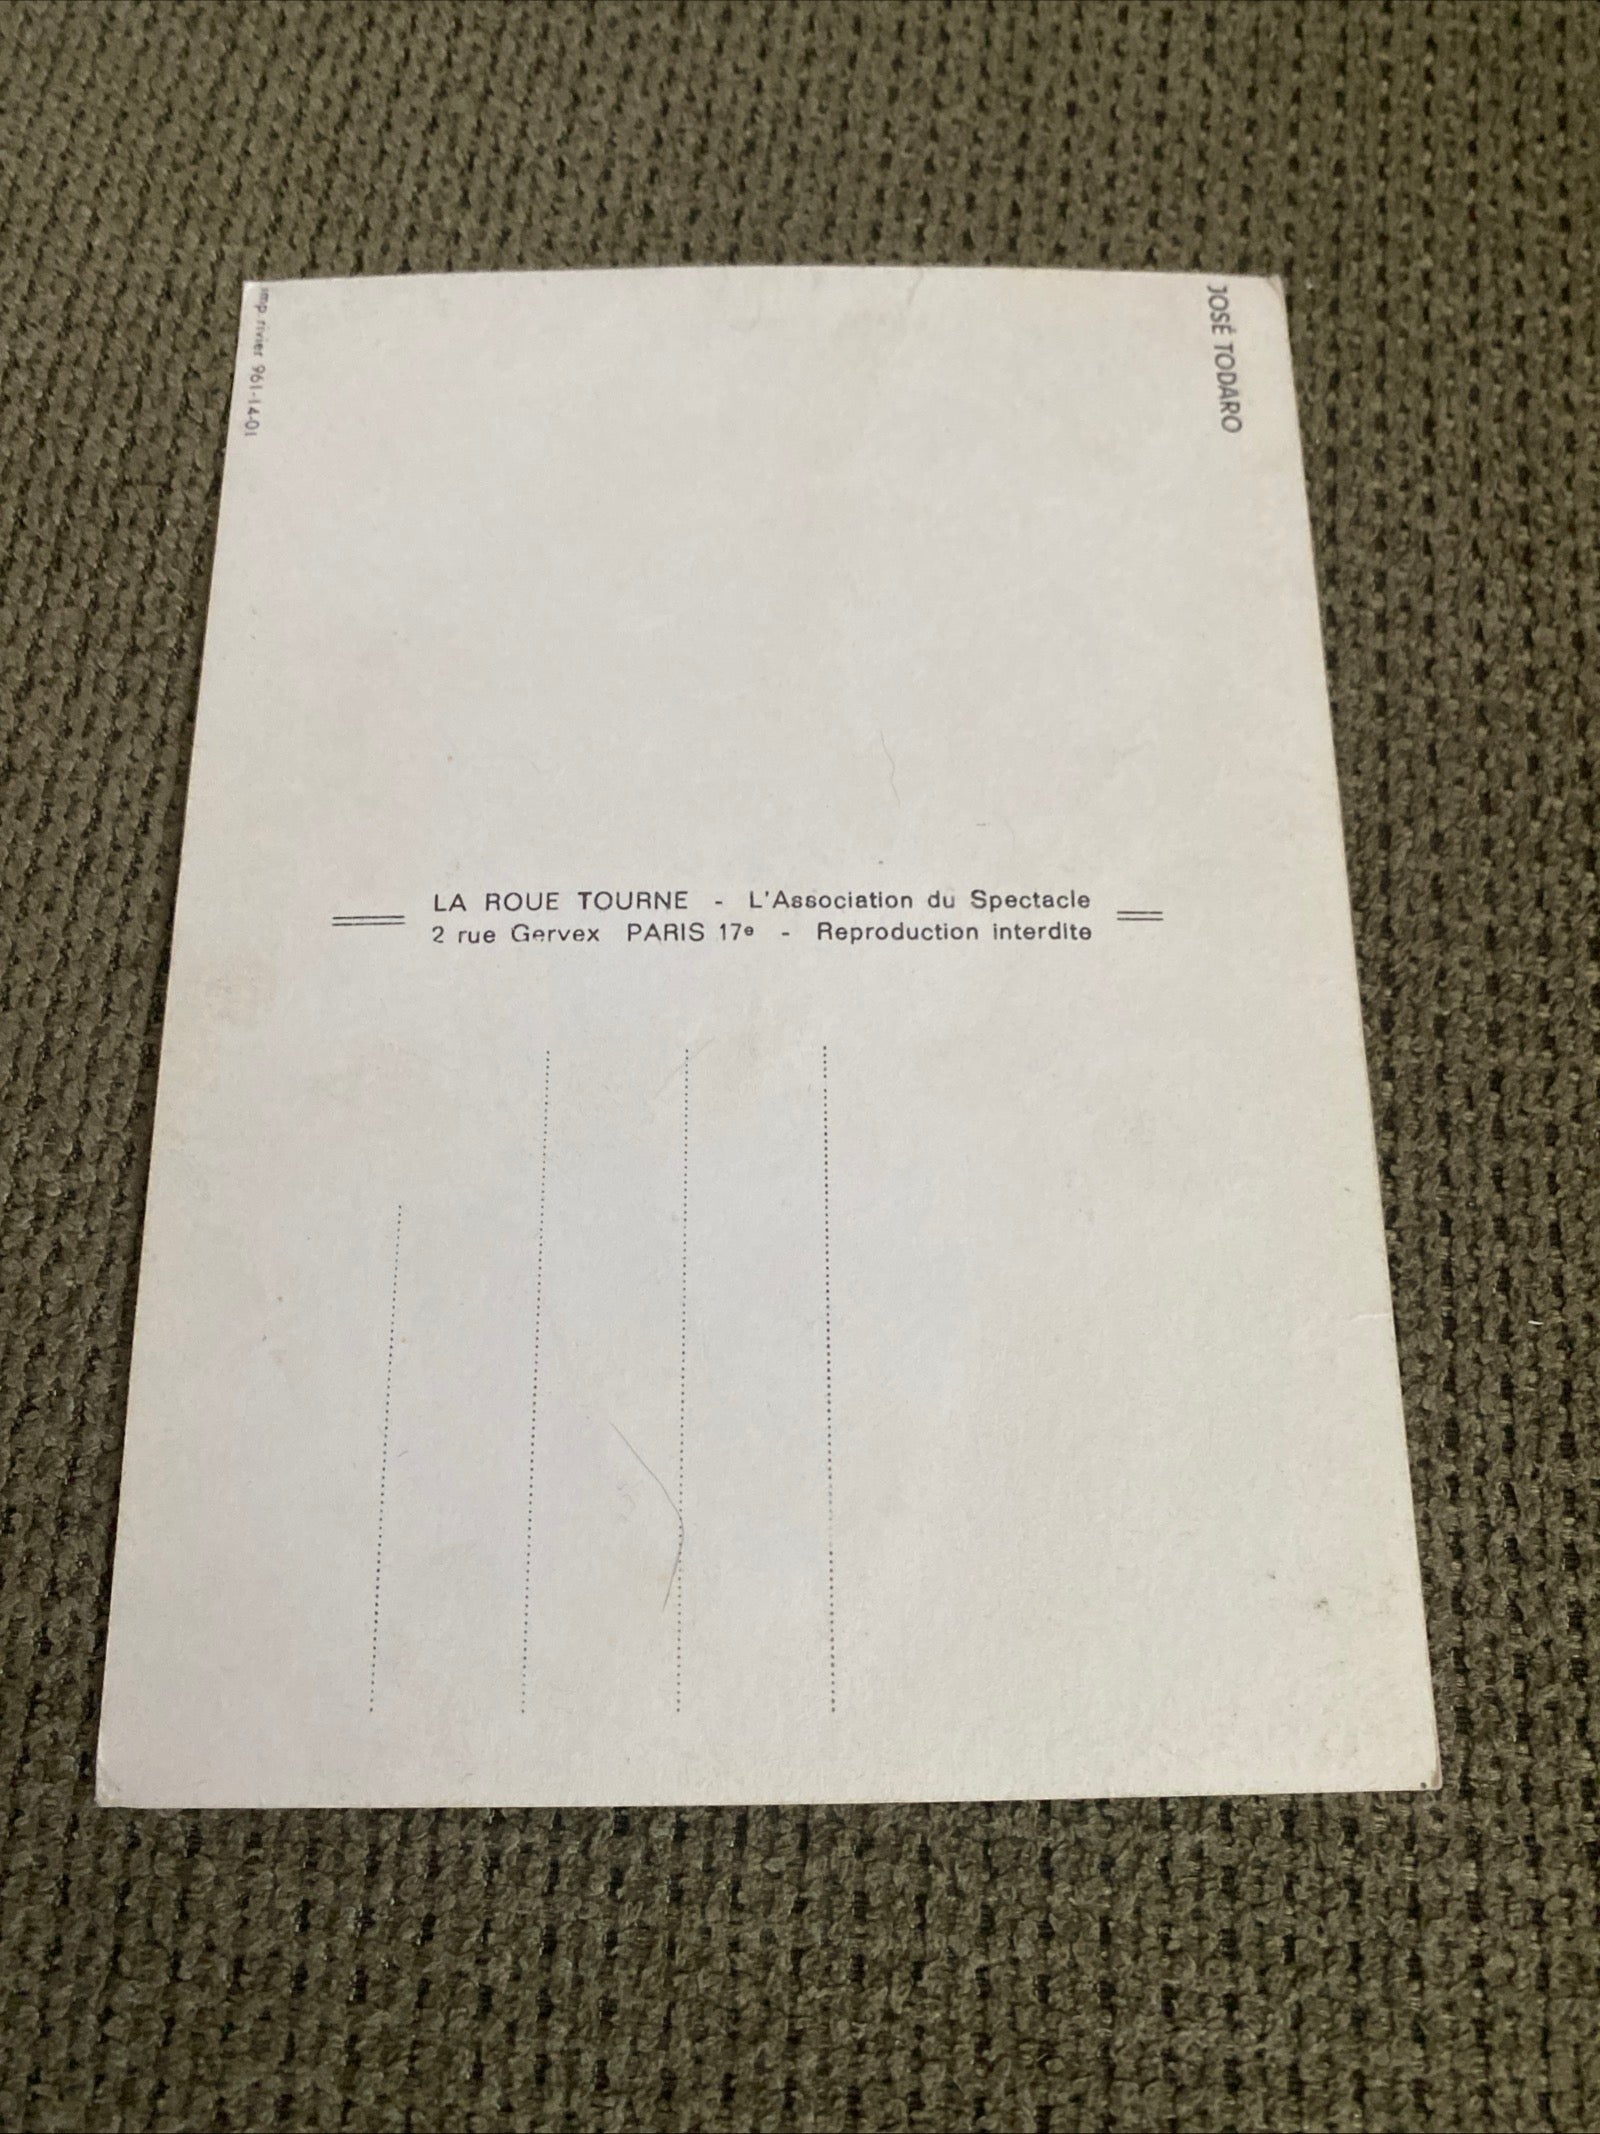 JOSÉ TODARO
LA ROUE TOURNE - L'Association du Spectacle
2 rue Gervex PARIS 17e - Reproduction interdite
imp. rivier 961-14-01